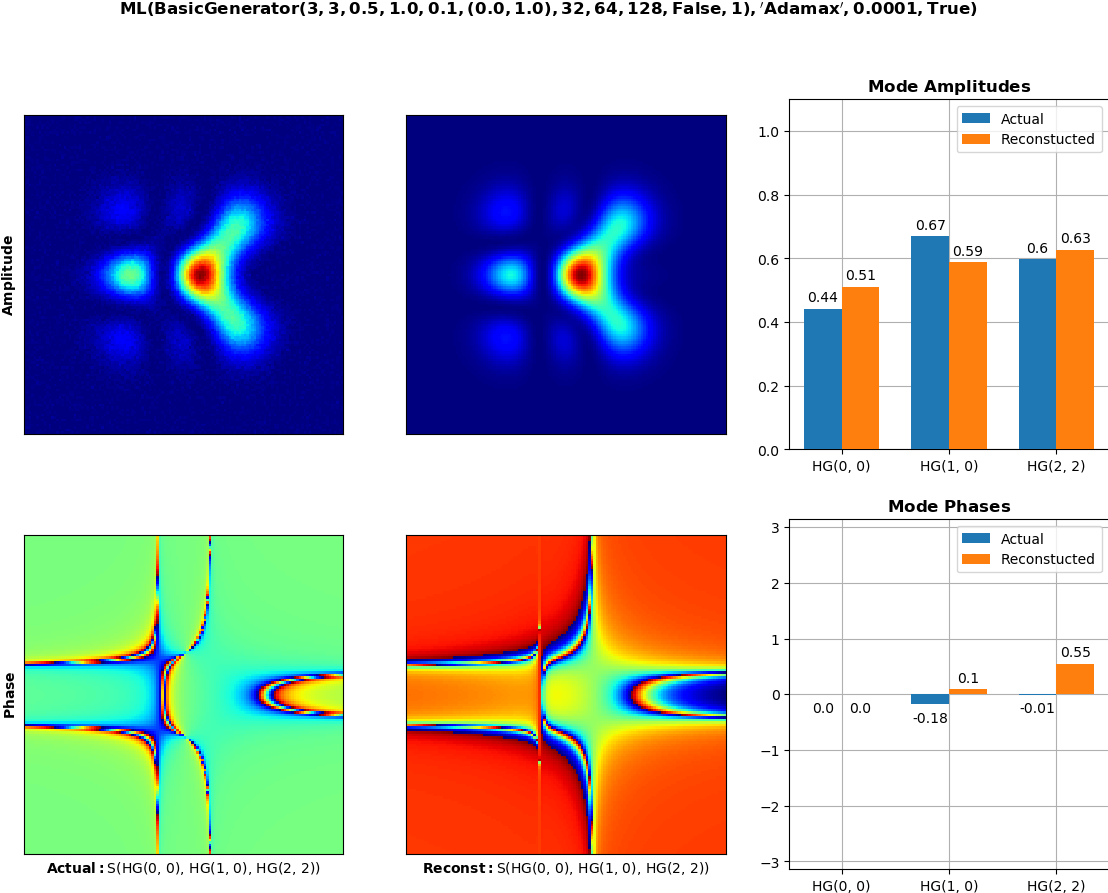 ML(BasicGenerator(3, 3, 0.5, 1.0, 0.1, (0.0, 1.0), 32, 64, 128, False, 1), ′Adamax′, 0.0001, True)
Amplitude
Mode Amplitudes
Actual
Reconstucted
1.0
0.8
0.6
0.4
0.2
0.0
0.44
0.51
0.67
0.59
0.6
0.63
HG(0, 0)
HG(1, 0)
HG(2, 2)
Phase
Actual: S(HG(0, 0), HG(1, 0), HG(2, 2))
Reconst: S(HG(0, 0), HG(1, 0), HG(2, 2))
Mode Phases
Actual
Reconstucted
3
2
1
0
−1
−2
−3
0.0
0.0
-0.18
0.1
-0.01
0.55
HG(0, 0)
HG(1, 0)
HG(2, 2)